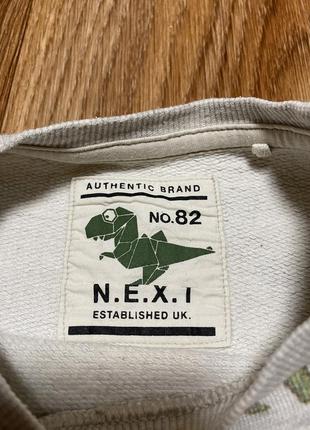 AUTHENTIC BRAND
NO.82
N.E.X.I
ESTABLISHED UK.